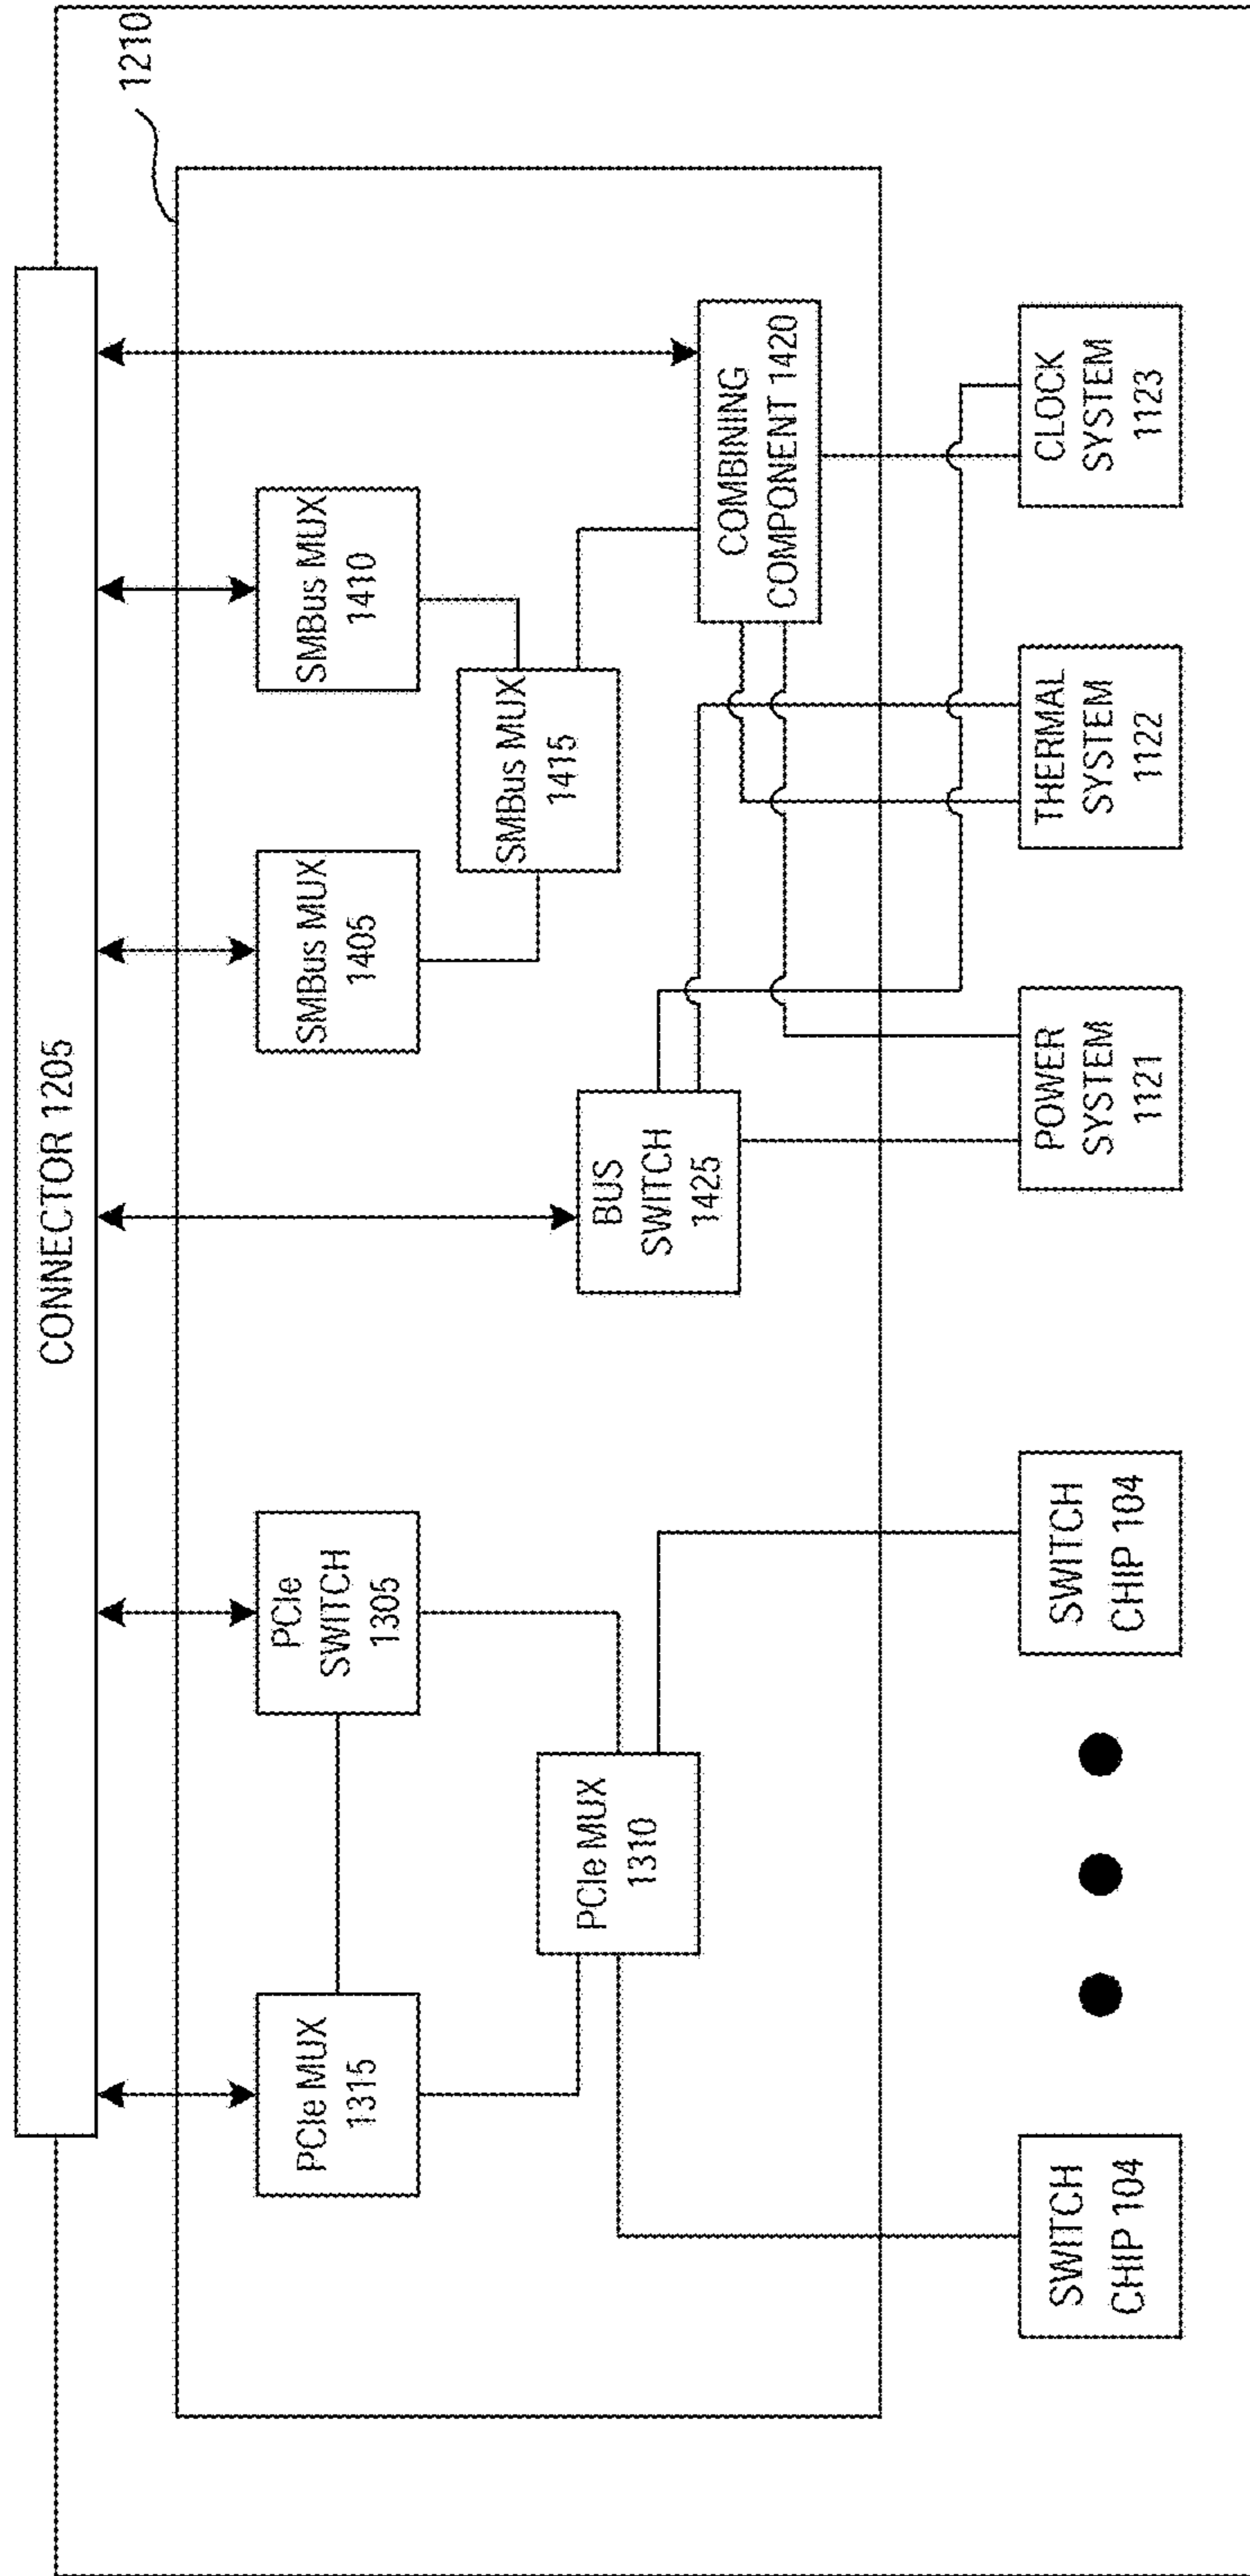 CONNECTOR 1205
1210
PCIe MUX
1315
PCIe
SWITCH
1305
SMBus MUX
1405
SMBus MUX
1410
SMBus MUX
1415
PCIe MUX
1310
BUS
SWITCH
1425
COMBINING
COMPONENT 1420
SWITCH
CHIP 104
SWITCH
CHIP 104
POWER
SYSTEM
1121
THERMAL
SYSTEM
1122
CLOCK
SYSTEM
1123